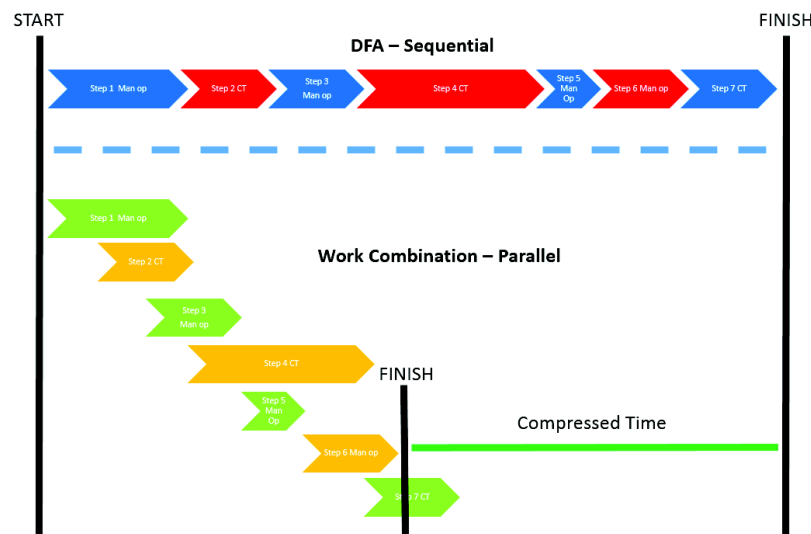 START
FINISH
DFA – Sequential
Step 1 Man op
Step 2 CT
Step 3
Man op
Step 4 CT
Step 5
Man
Op
Step 6 Man op
Step 7 CT
Step 1 Man op
Step 2 CT
Work Combination – Parallel
Step 3
Man op
Step 4 CT
FINISH
Step 5
Man
Op
Compressed Time
Step 6 Man op
Step 7 CT